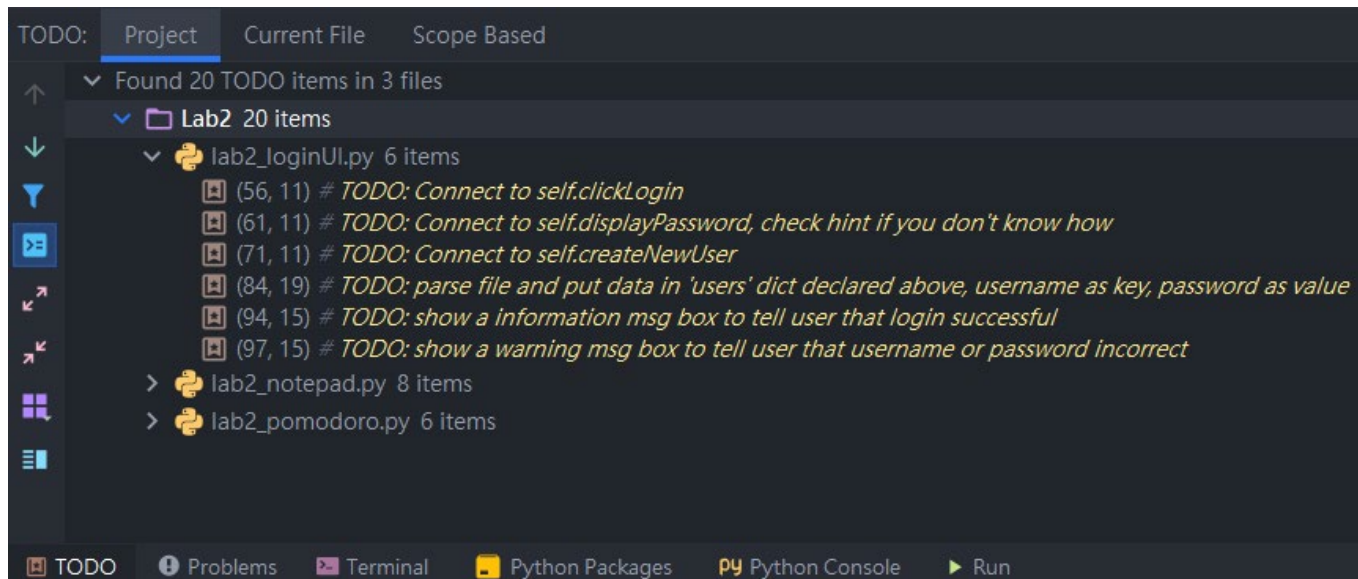 TODO: Project Current File Scope Based
Found 20 TODO items in 3 files
Lab2 20 items
lab2_loginUI.py 6 items
(56, 11) # TODO: Connect to self.clickLogin
(61, 11) # TODO: Connect to self.displayPassword, check hint if you don't know how
(71, 11) # TODO: Connect to self.createNewUser
(84, 19) # TODO: parse file and put data in 'users' dict declared above, username as key, password as value
(94, 15) # TODO: show a information msg box to tell user that login successful
(97, 15) # TODO: show a warning msg box to tell user that username or password incorrect
lab2_notepad.py 8 items
lab2_pomodoro.py 6 items
TODO Problems Terminal Python Packages Python Console Run